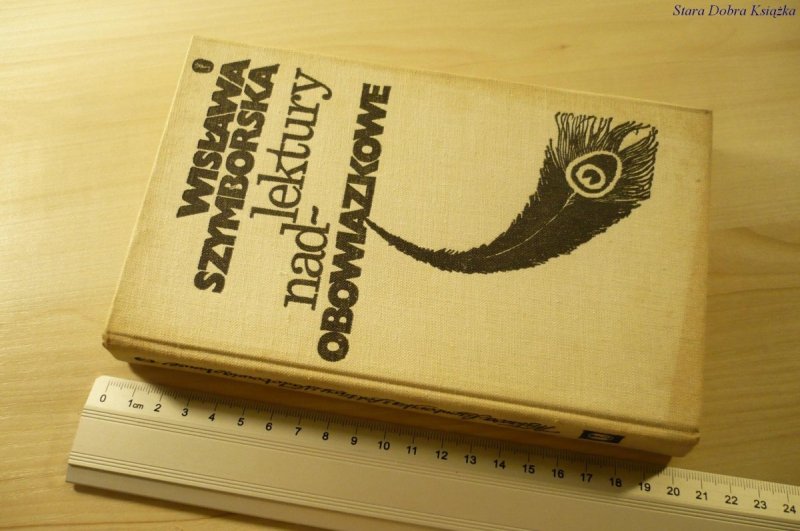 Stara Dobra Książka
WISŁAWA
SZYMBORSKA
lektury
nad~
OBOWIĄZKOWE
0 1cm 2 3 4 5 6 7 8 9 10 11 12 13 14 15 16 17 18 19 20 21 22 23 24